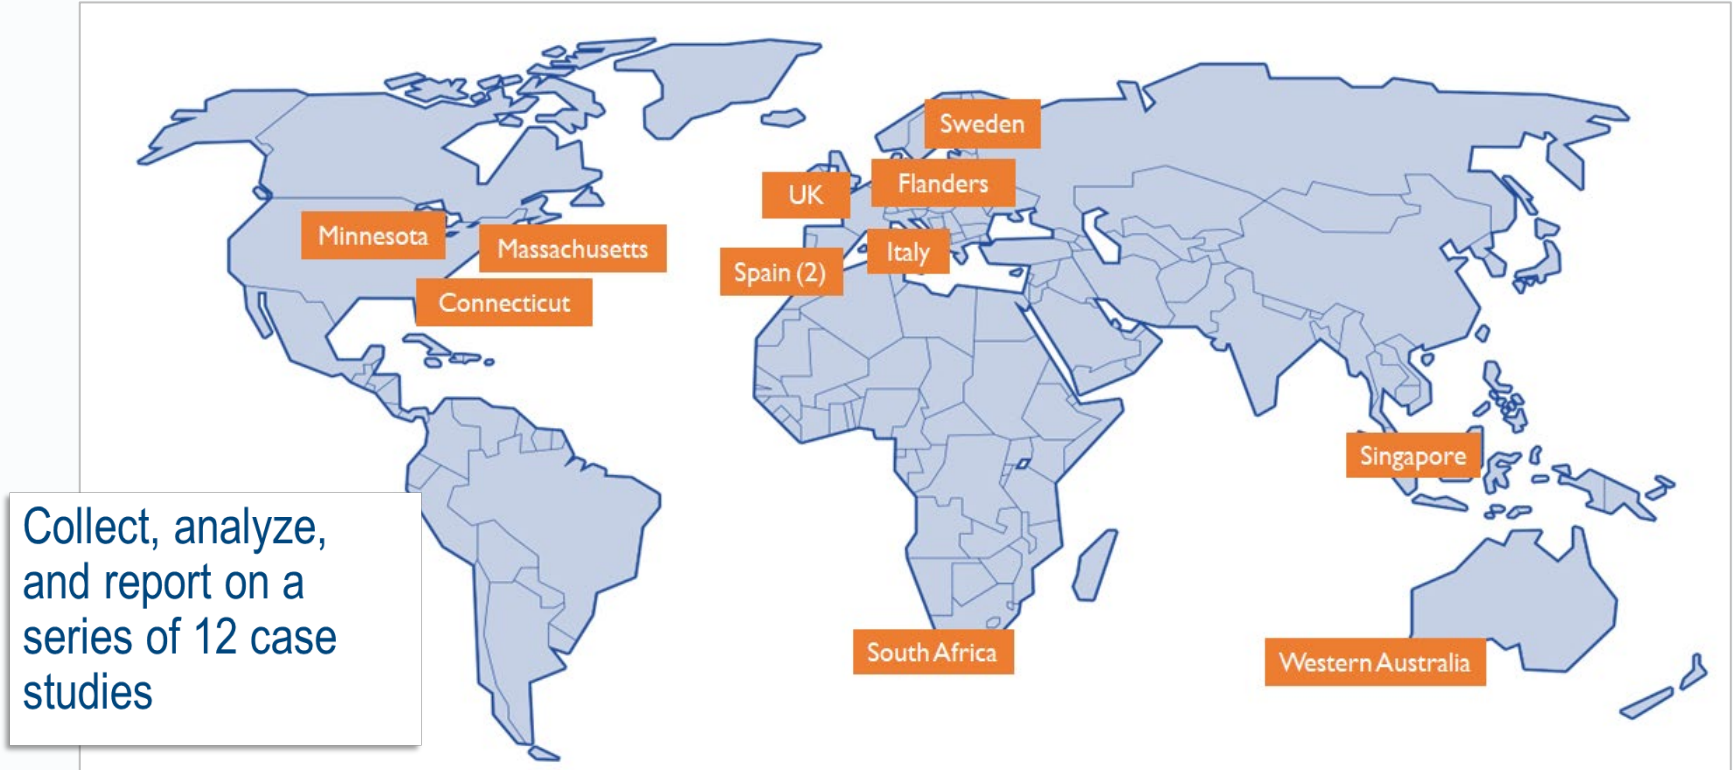 Sweden
Flanders
UK
Minnesota
Massachusetts
Italy
Spain (2)
Connecticut
Singapore
Collect, analyze,
and report on a
series of 12 case
studies
South Africa
Western Australia